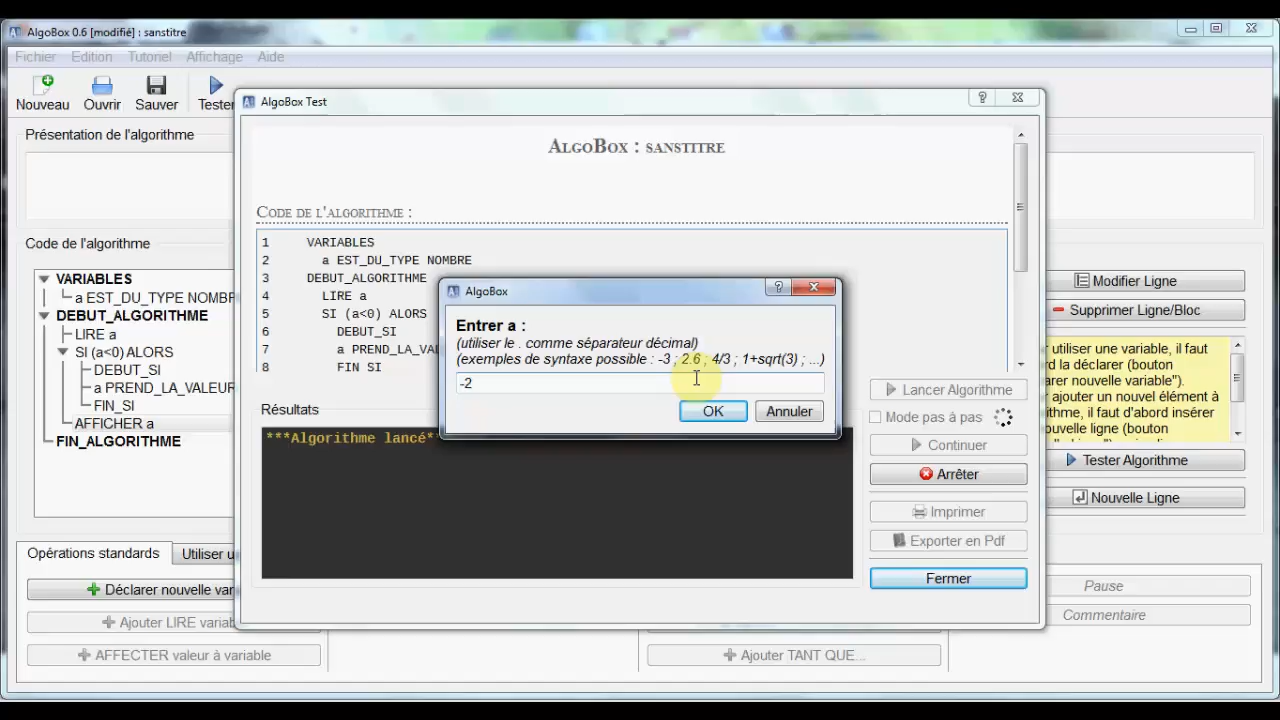 AlgoBox 0.6 [modifié] : sanstitre
Fichier Edition Tutoriel Affichage Aide
Nouveau Ouvrir Sauver Tester
Présentation de l'algorithme
Code de l'algorithme
VARIABLES
a EST_DU_TYPE NOMBR
DEBUT_ALGORITHME
LIRE a
SI (a<0) ALORS
DEBUT_SI
a PREND_LA_VALEUR
FIN_SI
AFFICHER a
FIN_ALGORITHME
Opérations standards
Utiliser u
Déclarer nouvelle var
Ajouter LIRE variab
AFFECTER valeur à variable
AlgoBox Test
AlgoBox : sanstitre
Code de l'algorithme :
1 VARIABLES
2 a EST_DU_TYPE NOMBRE
3 DEBUT_ALGORITHME
4 LIRE a
5 SI (a<0) ALORS
6 DEBUT_SI
7 a PREND_LA_VAL
8 FIN SI
Résultats
***Algorithme lancé*
AlgoBox
Entrer a :
(utiliser le . comme séparateur décimal)
(exemples de syntaxe possible : -3 ; 2.6 ; 4/3 ; 1+sqrt(3) ; ...)
-2
OK Annuler
Lancer Algorithme
Mode pas à pas
Continuer
Arrêter
Imprimer
Exporter en Pdf
Fermer
Ajouter TANT QUE...
Modifier Ligne
Supprimer Ligne/Bloc
r utiliser une variable, il faut
rd la déclarer (bouton
arer nouvelle variable").
r ajouter un nouvel élément à
rithme, il faut d'abord insérer
velle ligne (bouton
Tester Algorithme
Nouvelle Ligne
Pause
Commentaire